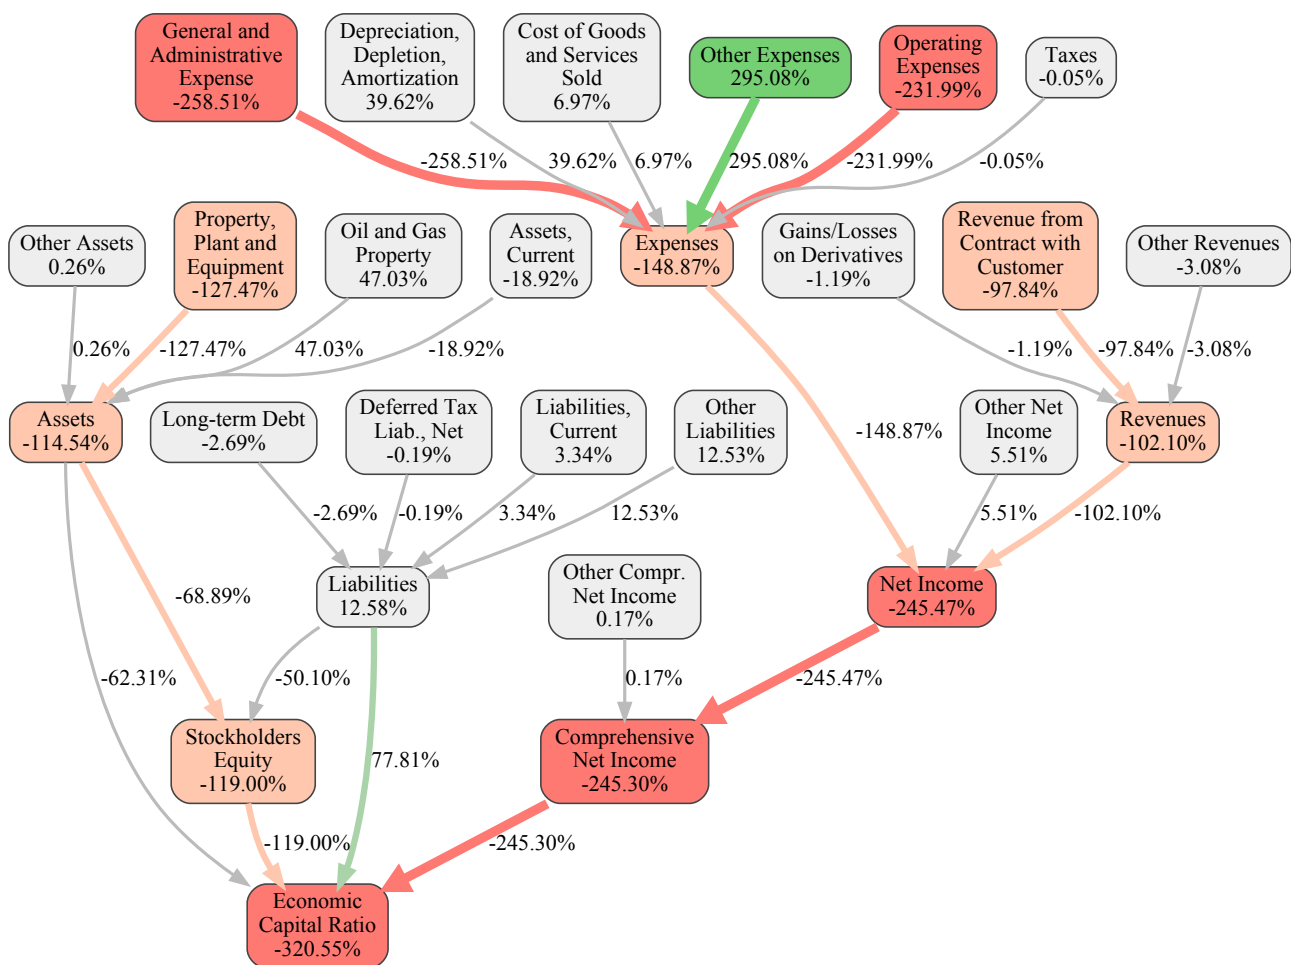 General and
Administrative
Expense
-258.51%
Depreciation,
Depletion,
Amortization
39.62%
Cost of Goods
and Services
Sold
6.97%
Other Expenses
295.08%
Operating
Expenses
-231.99%
Taxes
-0.05%
-258.51%
39.62%
6.97%
295.08%
-231.99%
-0.05%
Other Assets
0.26%
Property,
Plant and
Equipment
-127.47%
Oil and Gas
Property
47.03%
Assets,
Current
-18.92%
Expenses
-148.87%
Gains/Losses
on Derivatives
-1.19%
Revenue from
Contract with
Customer
-97.84%
Other Revenues
-3.08%
0.26%
-127.47%
47.03%
-18.92%
-1.19%
-97.84%
-3.08%
Assets
-114.54%
Long-term Debt
-2.69%
Deferred Tax
Liab., Net
-0.19%
Liabilities,
Current
3.34%
Other
Liabilities
12.53%
-148.87%
Other Net
Income
5.51%
Revenues
-102.10%
-2.69%
-0.19%
3.34%
12.53%
5.51%
-102.10%
-68.89%
Liabilities
12.58%
Other Compr.
Net Income
0.17%
Net Income
-245.47%
-62.31%
-50.10%
0.17%
-245.47%
Stockholders
Equity
-119.00%
77.81%
Comprehensive
Net Income
-245.30%
-119.00%
-245.30%
Economic
Capital Ratio
-320.55%